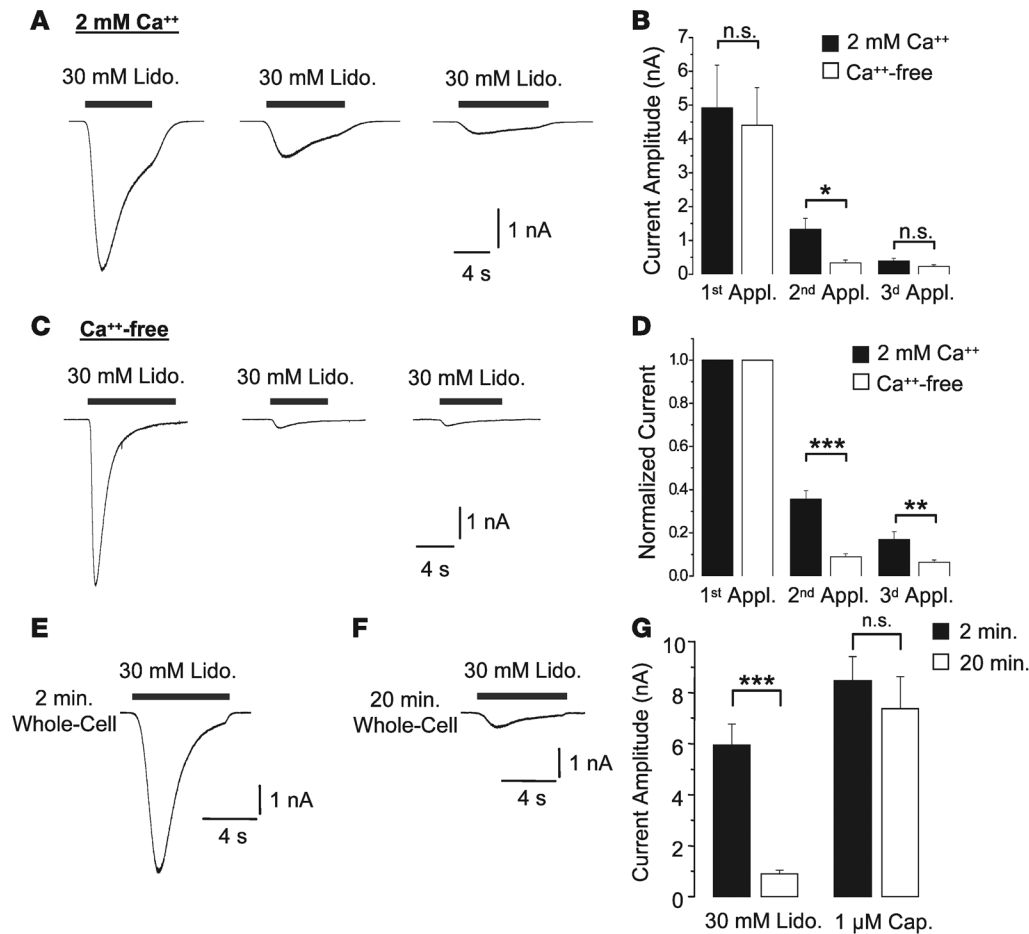 A
2 mM Ca⁺⁺
30 mM Lido.
30 mM Lido.
30 mM Lido.
1 nA
4 s
B
Current Amplitude (nA)
7
6
5
4
3
2
1
0
n.s.
*
n.s.
2 mM Ca⁺⁺
Ca⁺⁺-free
1ˢᵗ Appl.
2ⁿᵈ Appl.
3ᵈ Appl.
C
Ca⁺⁺-free
30 mM Lido.
30 mM Lido.
30 mM Lido.
1 nA
4 s
D
Normalized Current
1.0
0.8
0.6
0.4
0.2
0.0
***
**
2 mM Ca⁺⁺
Ca⁺⁺-free
1ˢᵗ Appl.
2ⁿᵈ Appl.
3ᵈ Appl.
E
30 mM Lido.
2 min.
Whole-Cell
1 nA
4 s
F
30 mM Lido.
20 min.
Whole-Cell
1 nA
4 s
G
Current Amplitude (nA)
10
8
6
4
2
0
***
n.s.
2 min.
20 min.
30 mM Lido.
1 µM Cap.